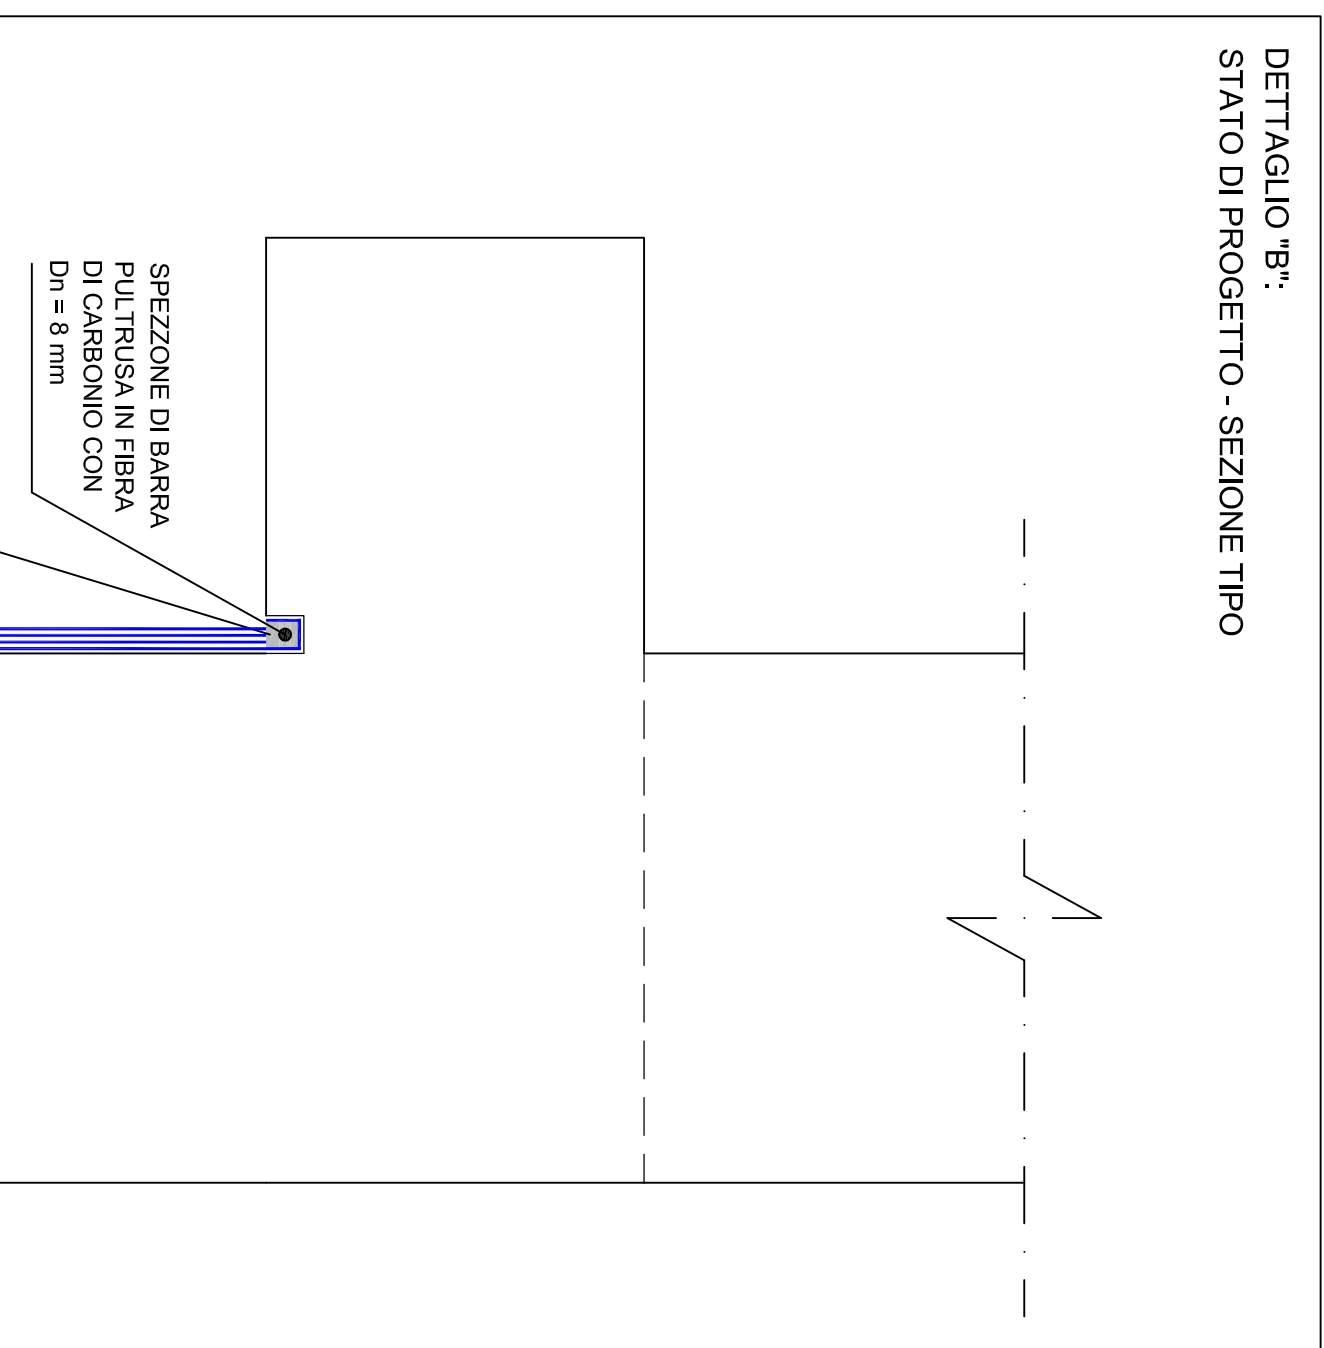 DETTAGLIO "B":
STATO DI PROGETTO - SEZIONE TIPO
SPEZZONE DI BARRA
PULTRUSA IN FIBRA
DI CARBONIO CON
Dn = 8 mm